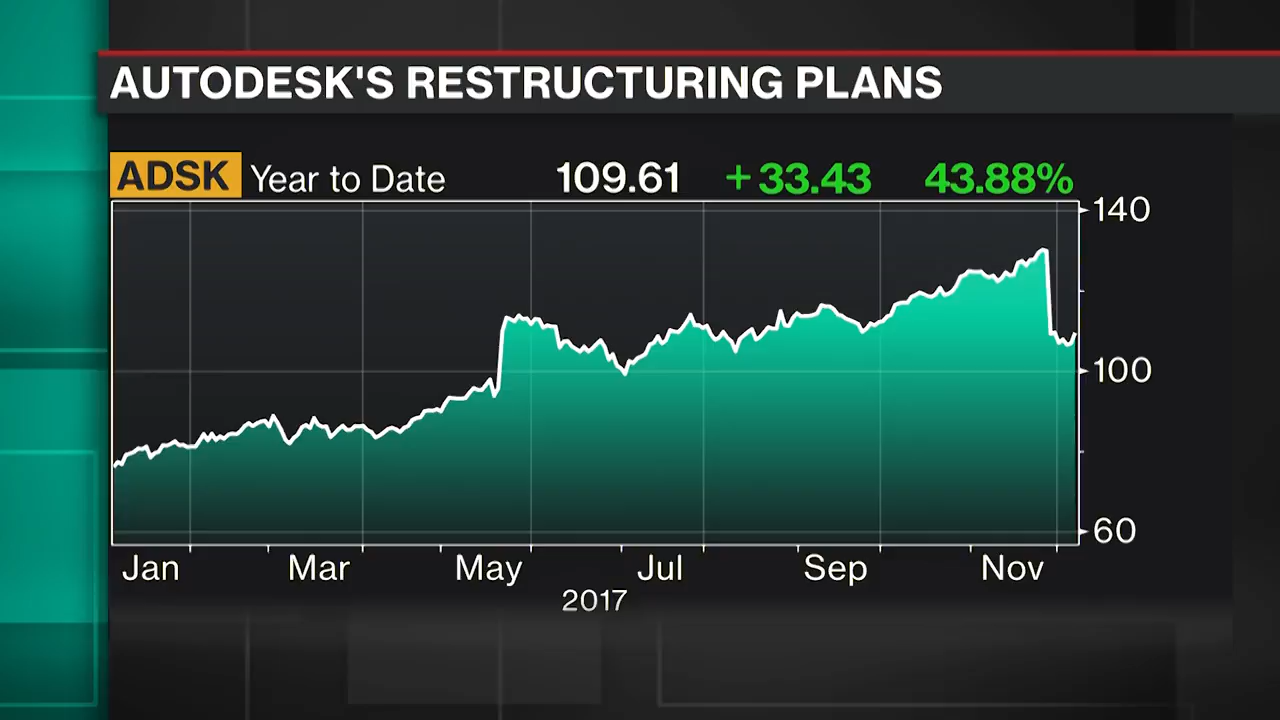 AUTODESK'S RESTRUCTURING PLANS
ADSK Year to Date 109.61 +33.43 43.88%
140
100
60
Jan Mar May Jul Sep Nov
2017